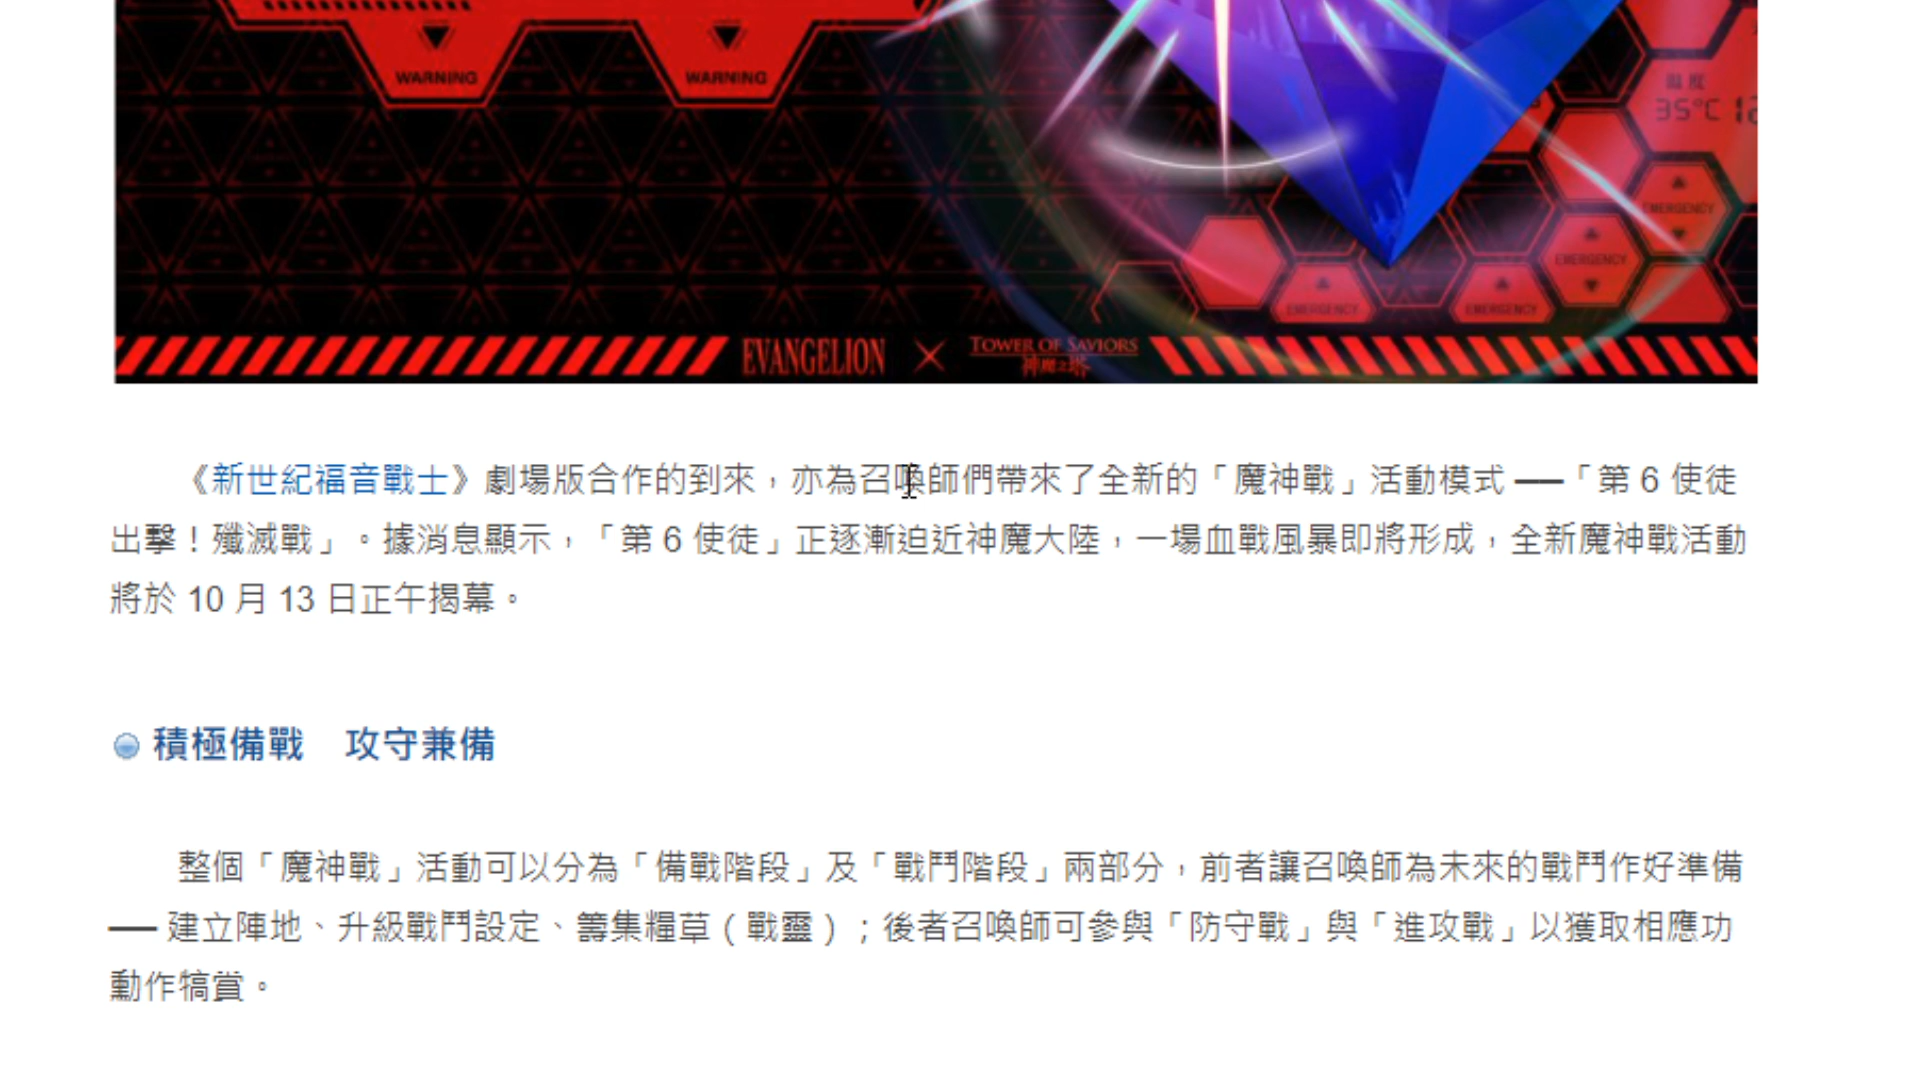 WARNING
WARNING
溫度
35°C 12
EMERGENCY
EMERGENCY
EMERGENCY
EMERGENCY
EVANGELION × TOWER OF SAVIORS
神魔之塔
《新世紀福音戰士》劇場版合作的到來，亦為召喚師們帶來了全新的「魔神戰」活動模式 ──「第 6 使徒
出擊！殲滅戰」。據消息顯示，「第 6 使徒」正逐漸迫近神魔大陸，一場血戰風暴即將形成，全新魔神戰活動
將於 10 月 13 日正午揭幕。
積極備戰　攻守兼備
整個「魔神戰」活動可以分為「備戰階段」及「戰鬥階段」兩部分，前者讓召喚師為未來的戰鬥作好準備
── 建立陣地、升級戰鬥設定、籌集糧草（戰靈）；後者召喚師可參與「防守戰」與「進攻戰」以獲取相應功
勳作犒賞。